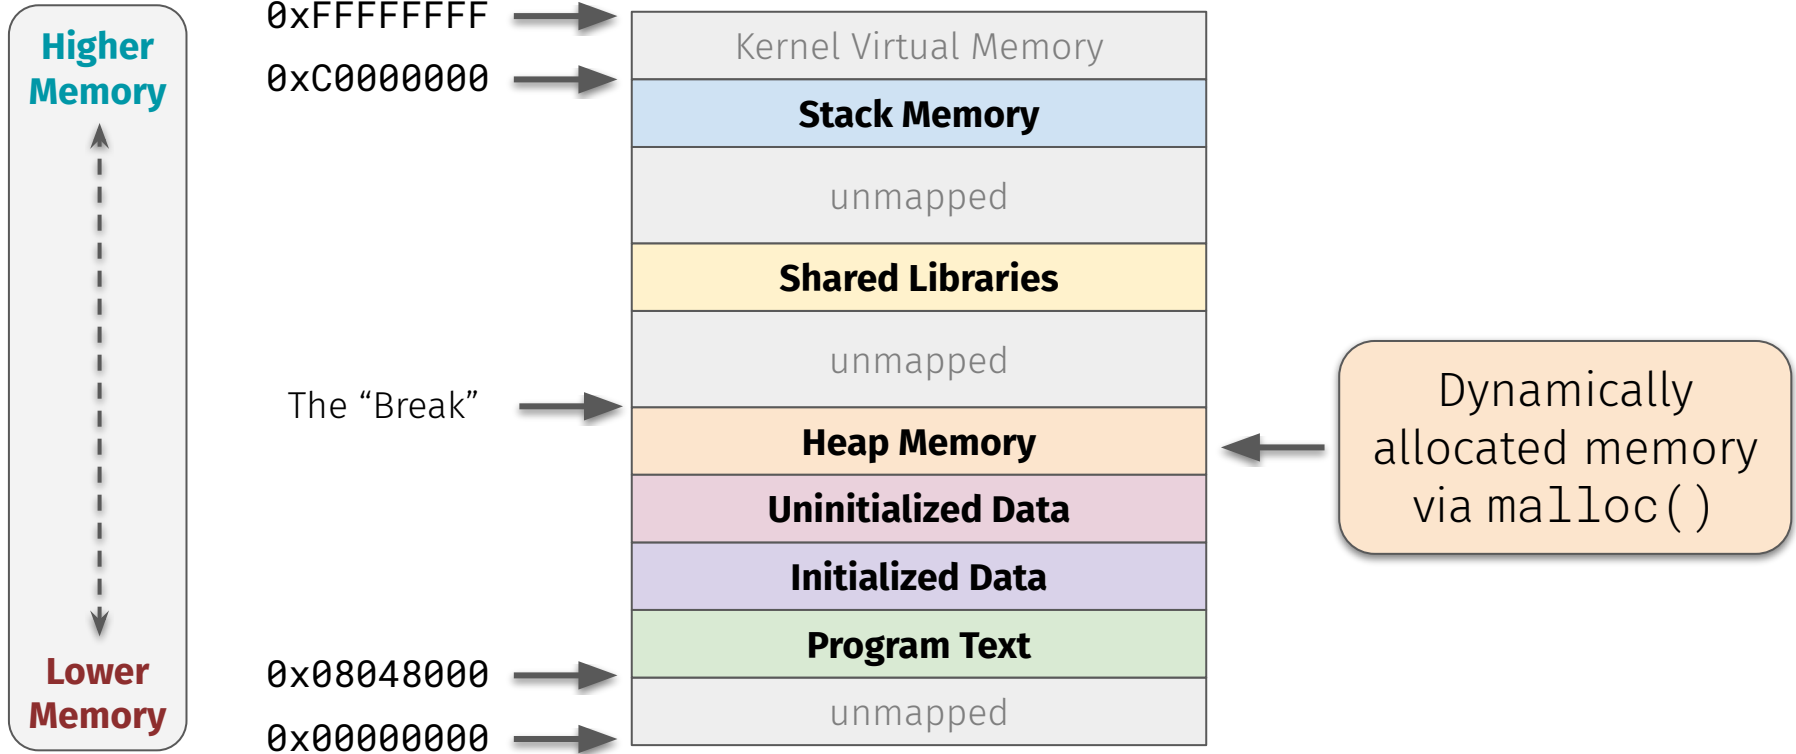 Higher
Memory
Lower
Memory
0xFFFFFFFF
0xC0000000
The “Break”
0x08048000
0x00000000
Kernel Virtual Memory
Stack Memory
unmapped
Shared Libraries
unmapped
Heap Memory
Uninitialized Data
Initialized Data
Program Text
unmapped
Dynamically
allocated memory
via malloc()